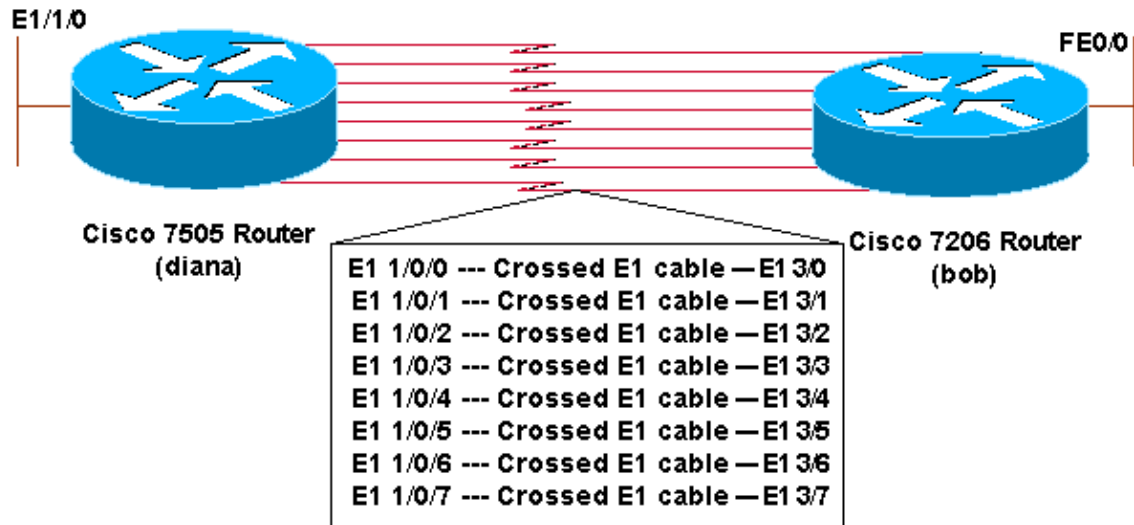 E1/1/0
FE0/0
Cisco 7505 Router
(diana)
Cisco 7206 Router
(bob)
E1 1/0/0 --- Crossed E1 cable —E1 3/0
E1 1/0/1 --- Crossed E1 cable —E1 3/1
E1 1/0/2 --- Crossed E1 cable —E1 3/2
E1 1/0/3 --- Crossed E1 cable —E1 3/3
E1 1/0/4 --- Crossed E1 cable —E1 3/4
E1 1/0/5 --- Crossed E1 cable —E1 3/5
E1 1/0/6 --- Crossed E1 cable —E1 3/6
E1 1/0/7 --- Crossed E1 cable —E1 3/7